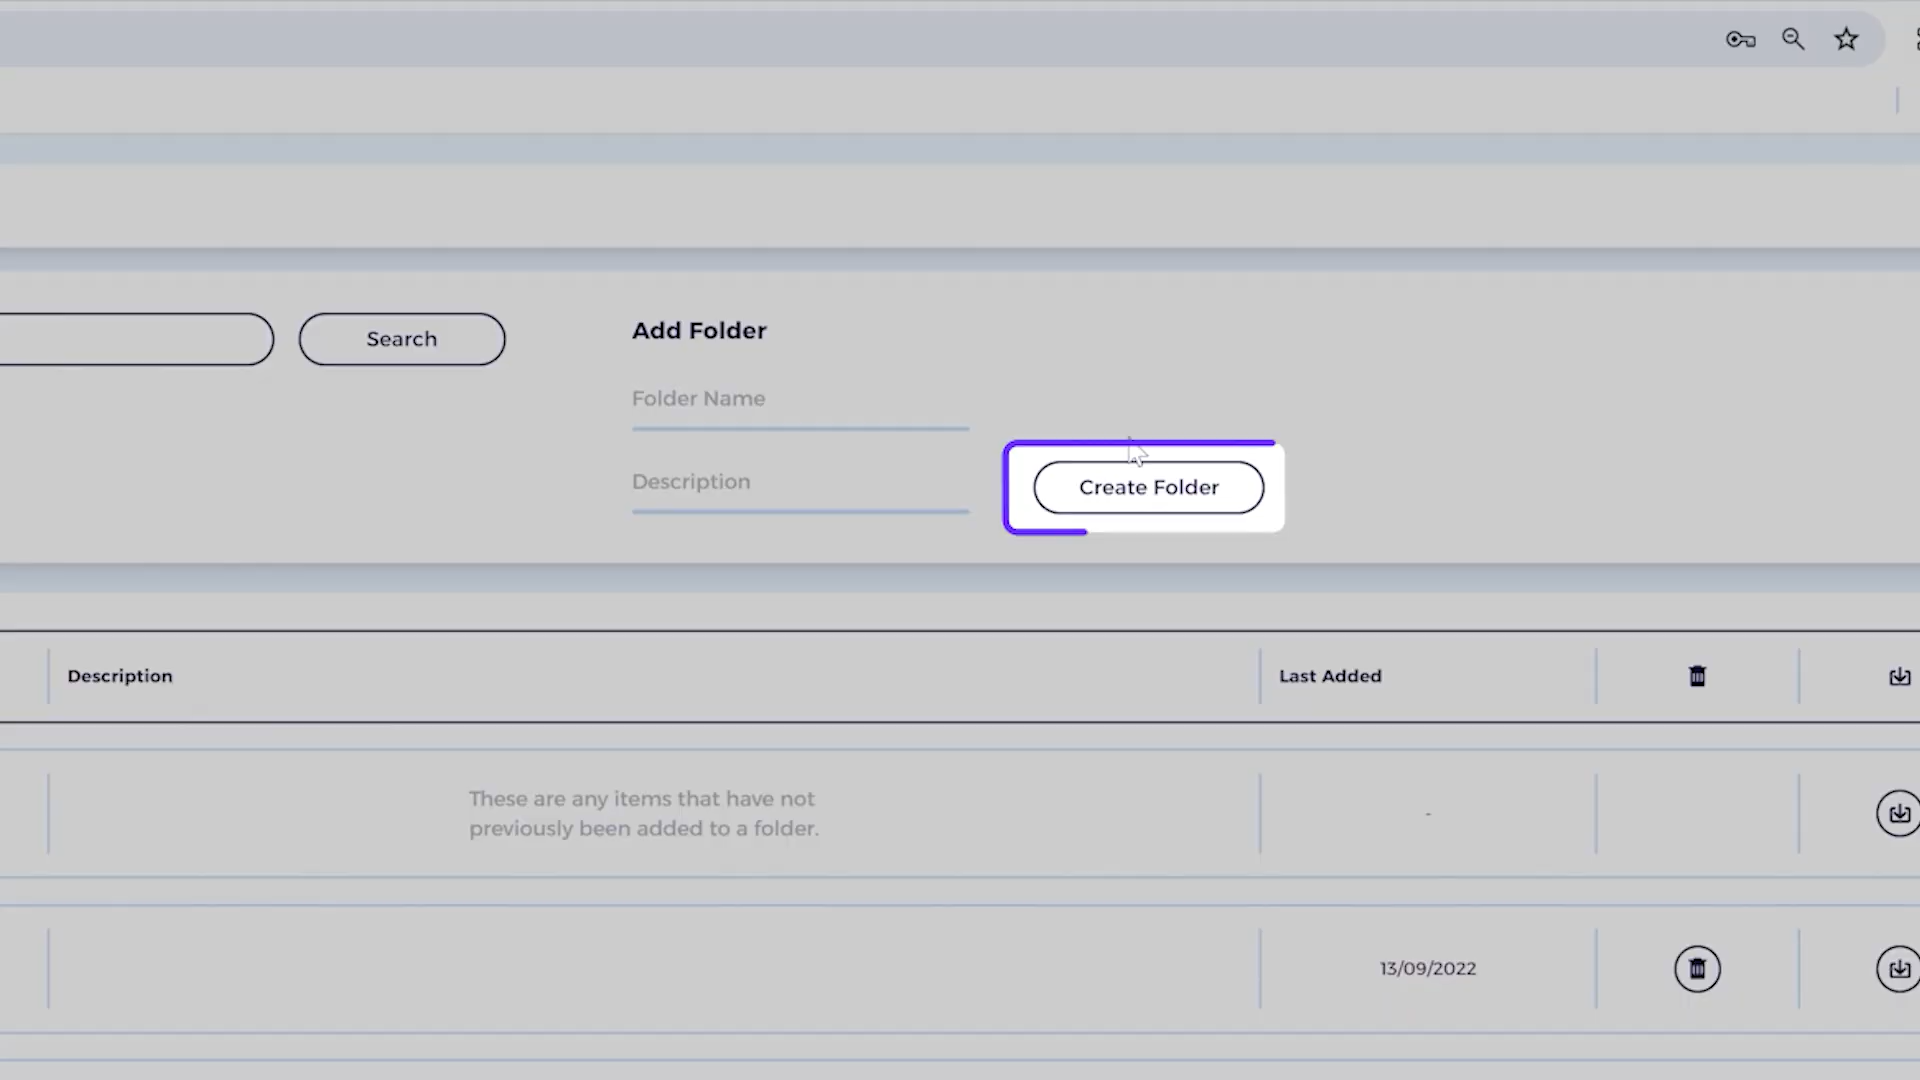 Search
Add Folder
Folder Name
Description
Create Folder
Description
Last Added
These are any items that have not
previously been added to a folder.
-
13/09/2022